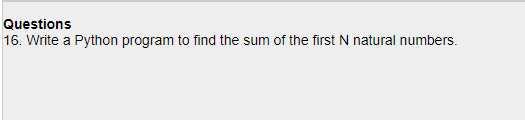 Questions
16. Write a Python program to find the sum of the first N natural numbers.